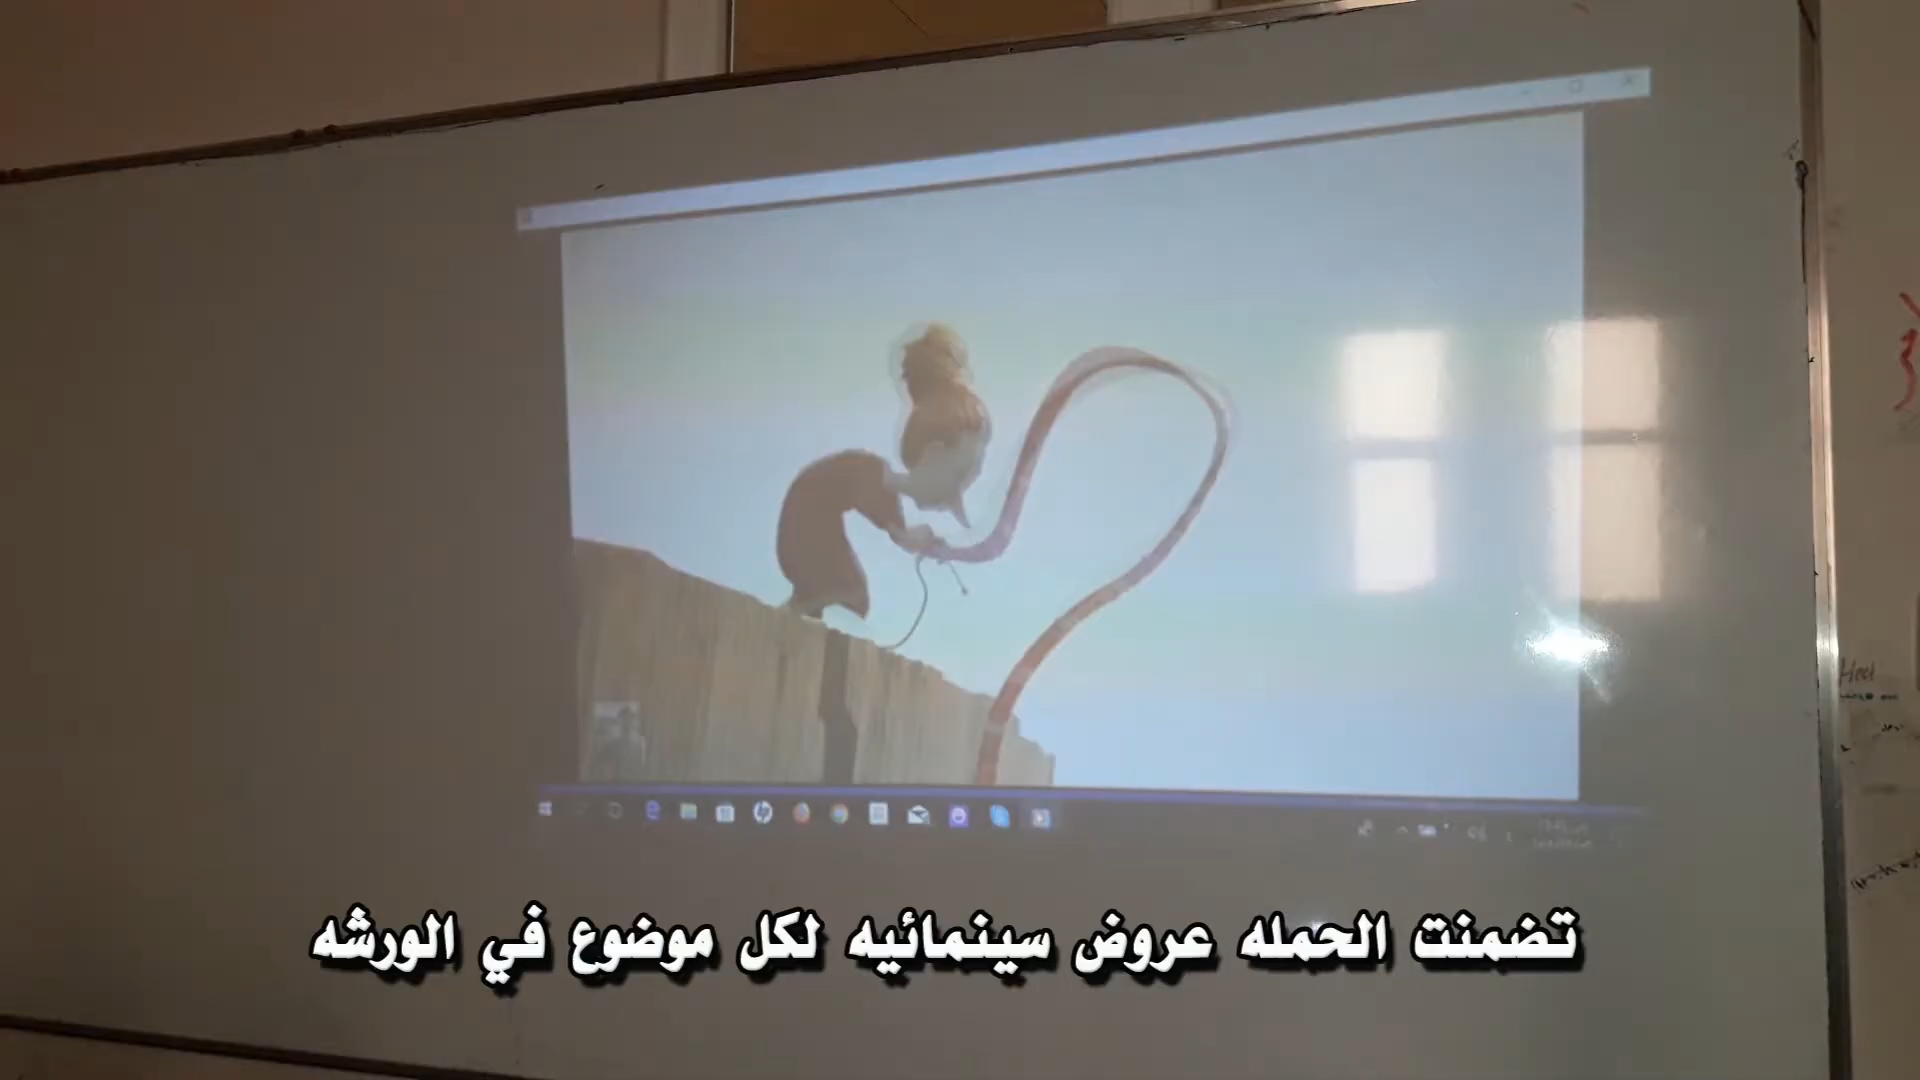 تضمنت الحمله عروض سينمائيه لكل موضوع في الورشه